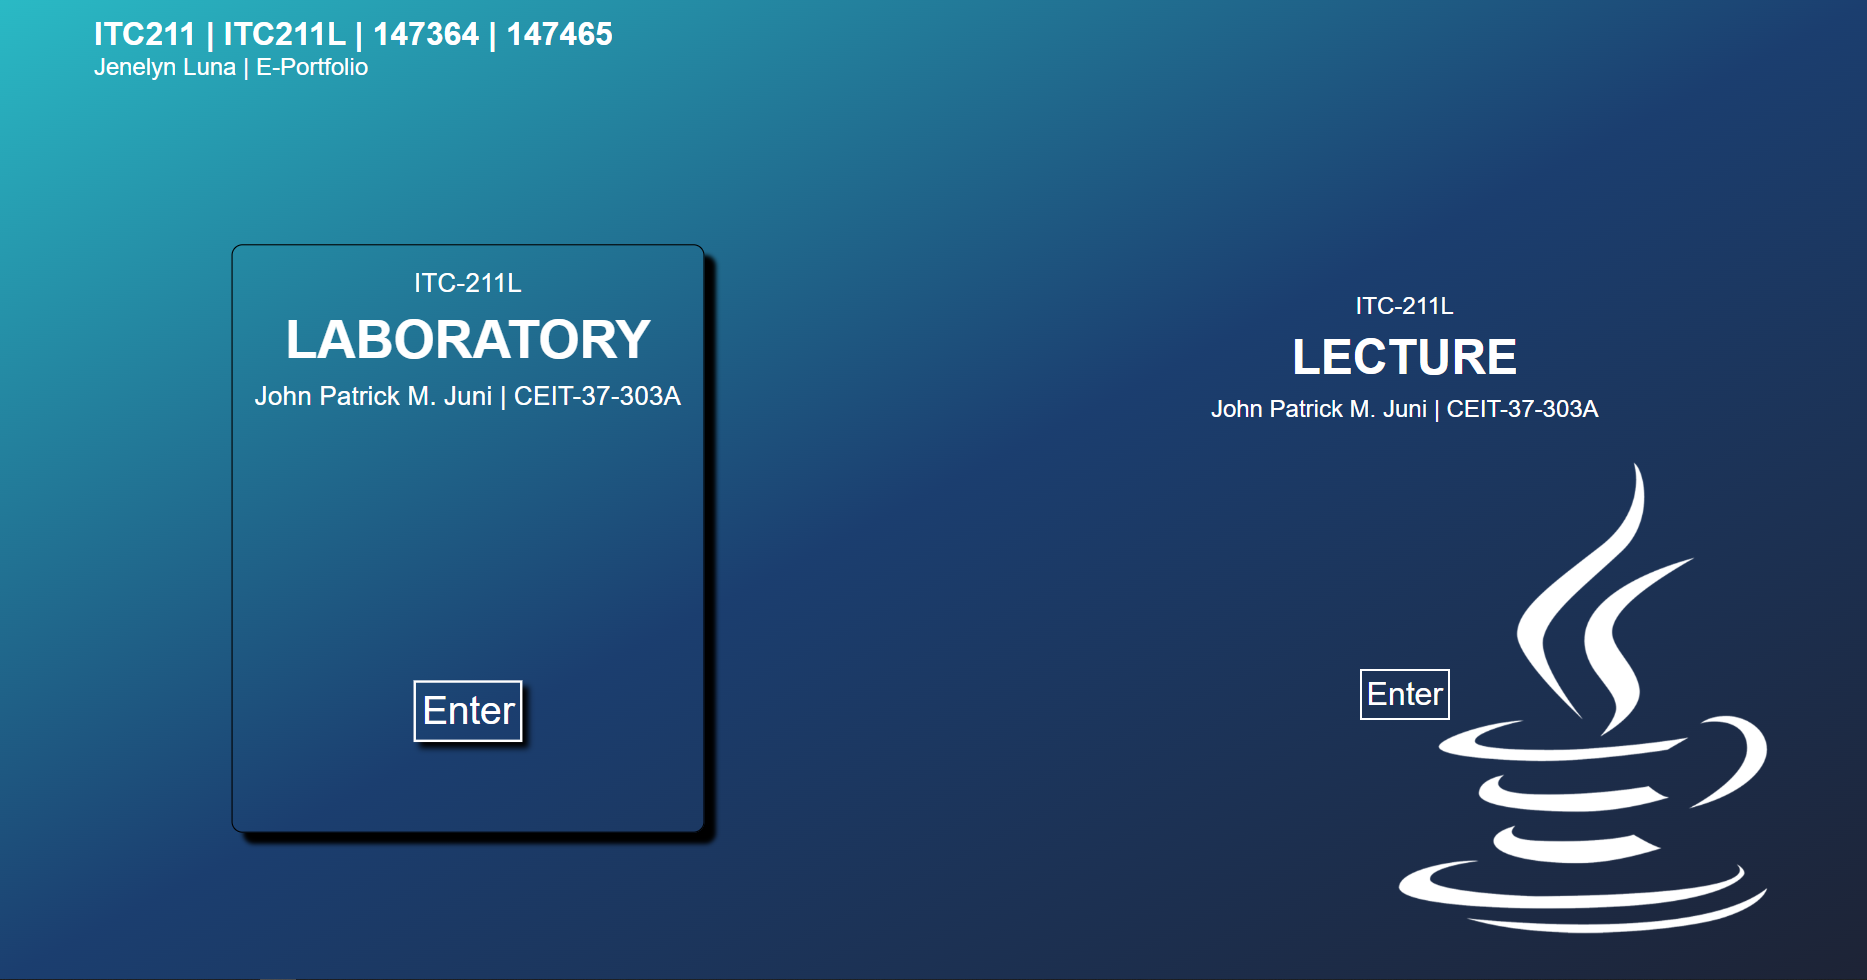 ITC211 | ITC211L | 147364 | 147465
Jenelyn Luna | E-Portfolio
ITC-211L
LABORATORY
John Patrick M. Juni | CEIT-37-303A
Enter
ITC-211L
LECTURE
John Patrick M. Juni | CEIT-37-303A
Enter